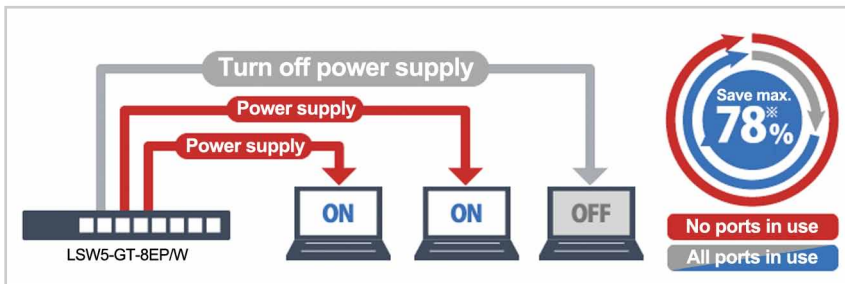 Turn off power supply
Power supply
Power supply
ON
ON
OFF
LSW5-GT-8EP/W
Save max.
78※%
No ports in use
All ports in use